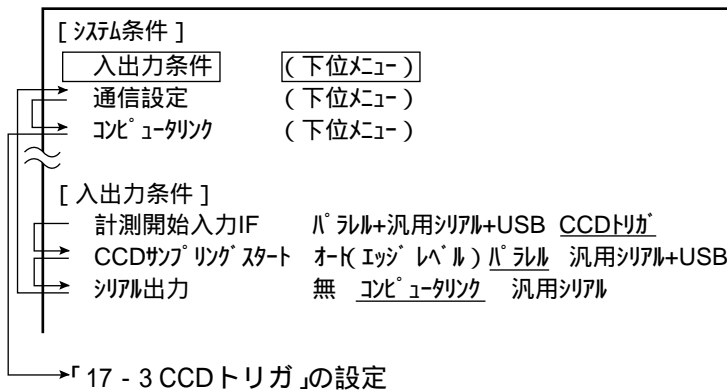 [ ｼｽﾃﾑ条件 ]
入出力条件 (下位ﾒﾆｭｰ)
通信設定 (下位ﾒﾆｭｰ)
ｺﾝﾋﾟｭｰﾀﾘﾝｸ (下位ﾒﾆｭｰ)
[ 入出力条件 ]
計測開始入力IF ﾊﾟﾗﾚﾙ+汎用ｼﾘｱﾙ+USB CCDﾄﾘｶﾞ
CCDｻﾝﾌﾟﾘﾝｸﾞｽﾀｰﾄ ｵｰﾄ(ｴｯｼﾞ ﾚﾍﾞﾙ) ﾊﾟﾗﾚﾙ 汎用ｼﾘｱﾙ+USB
ｼﾘｱﾙ出力 無 ｺﾝﾋﾟｭｰﾀﾘﾝｸ 汎用ｼﾘｱﾙ
「17-3 CCDトリガ」の設定